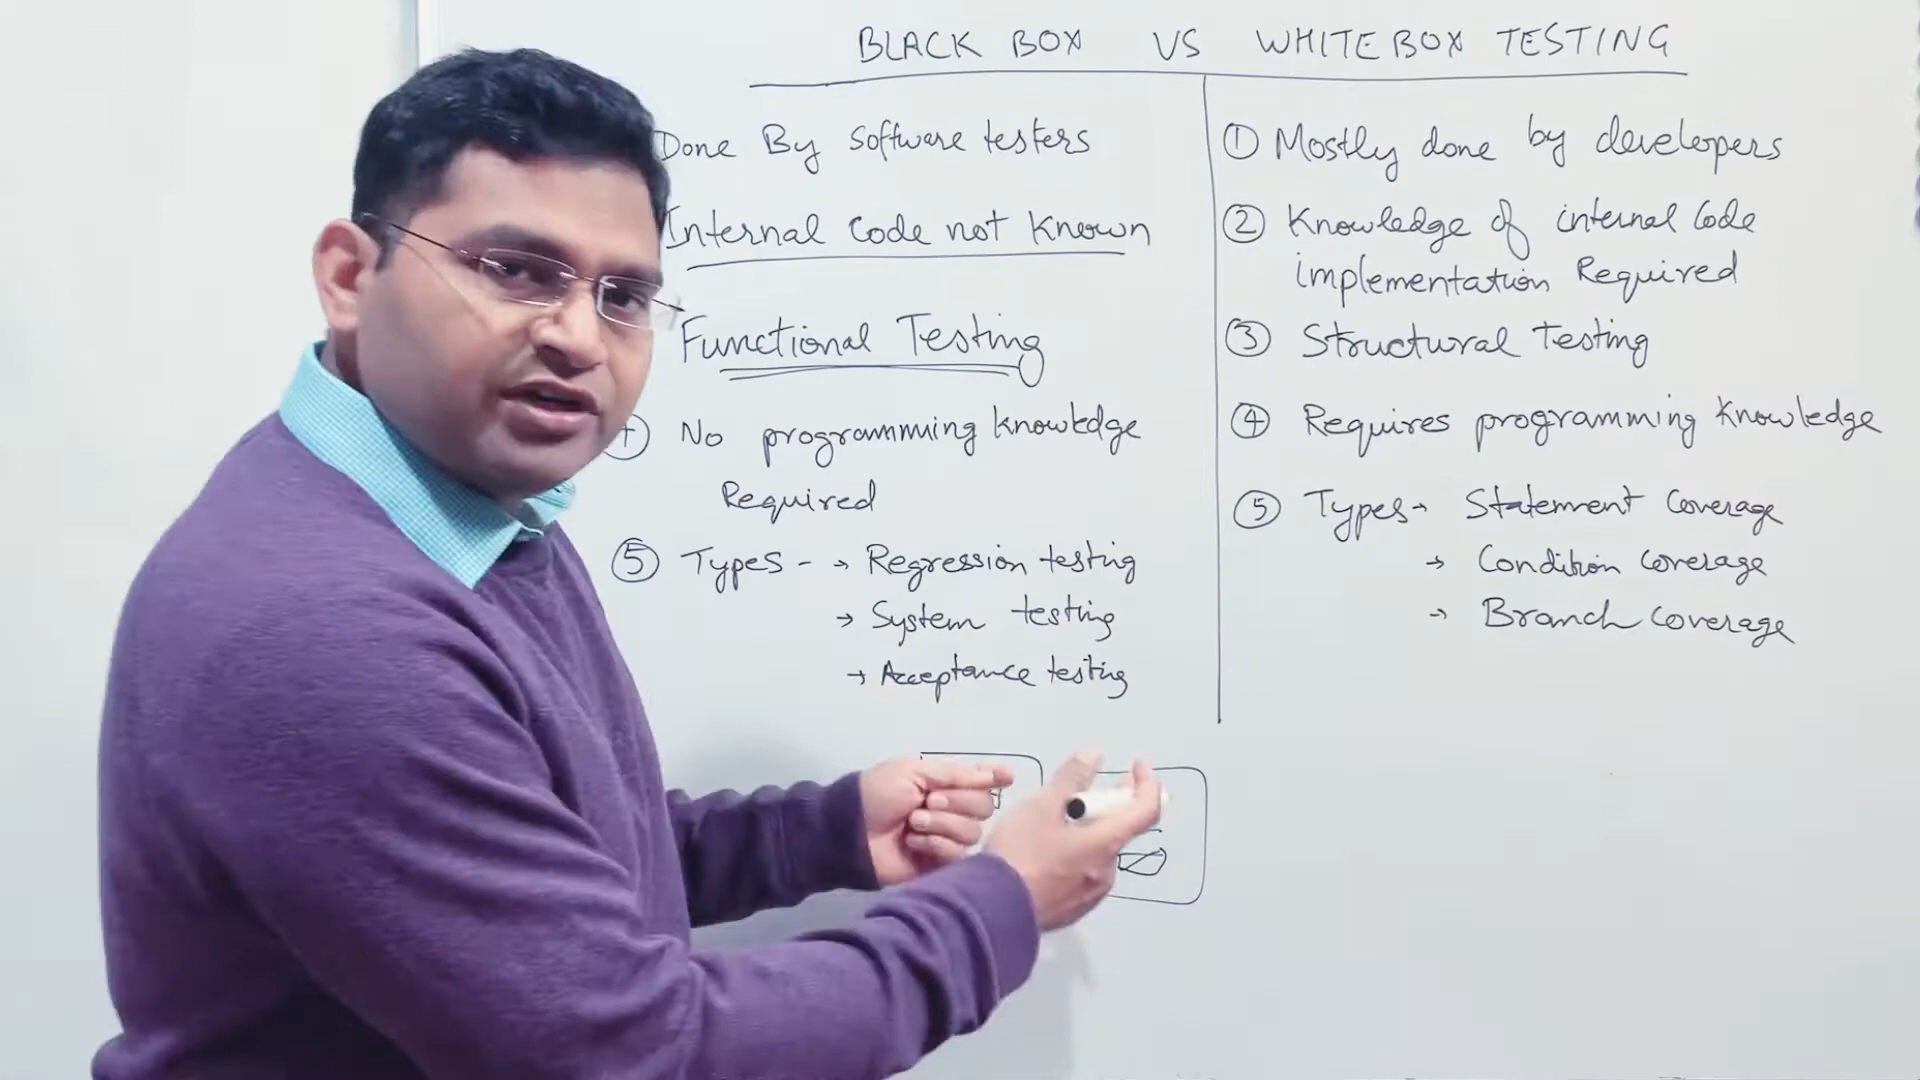 BLACK BOX VS WHITE BOX TESTING
Done By Software testers
Internal Code not Known
Functional Testing
No programming Knowledge
Required
5 Types - → Regression testing
→ System testing
→ Acceptance testing
1 Mostly done by developers
2 Knowledge of internal Code
implementation Required
3 Structural Testing
4 Requires programming Knowledge
5 Types → Statement Coverage
→ Condition Coverage
→ Branch Coverage